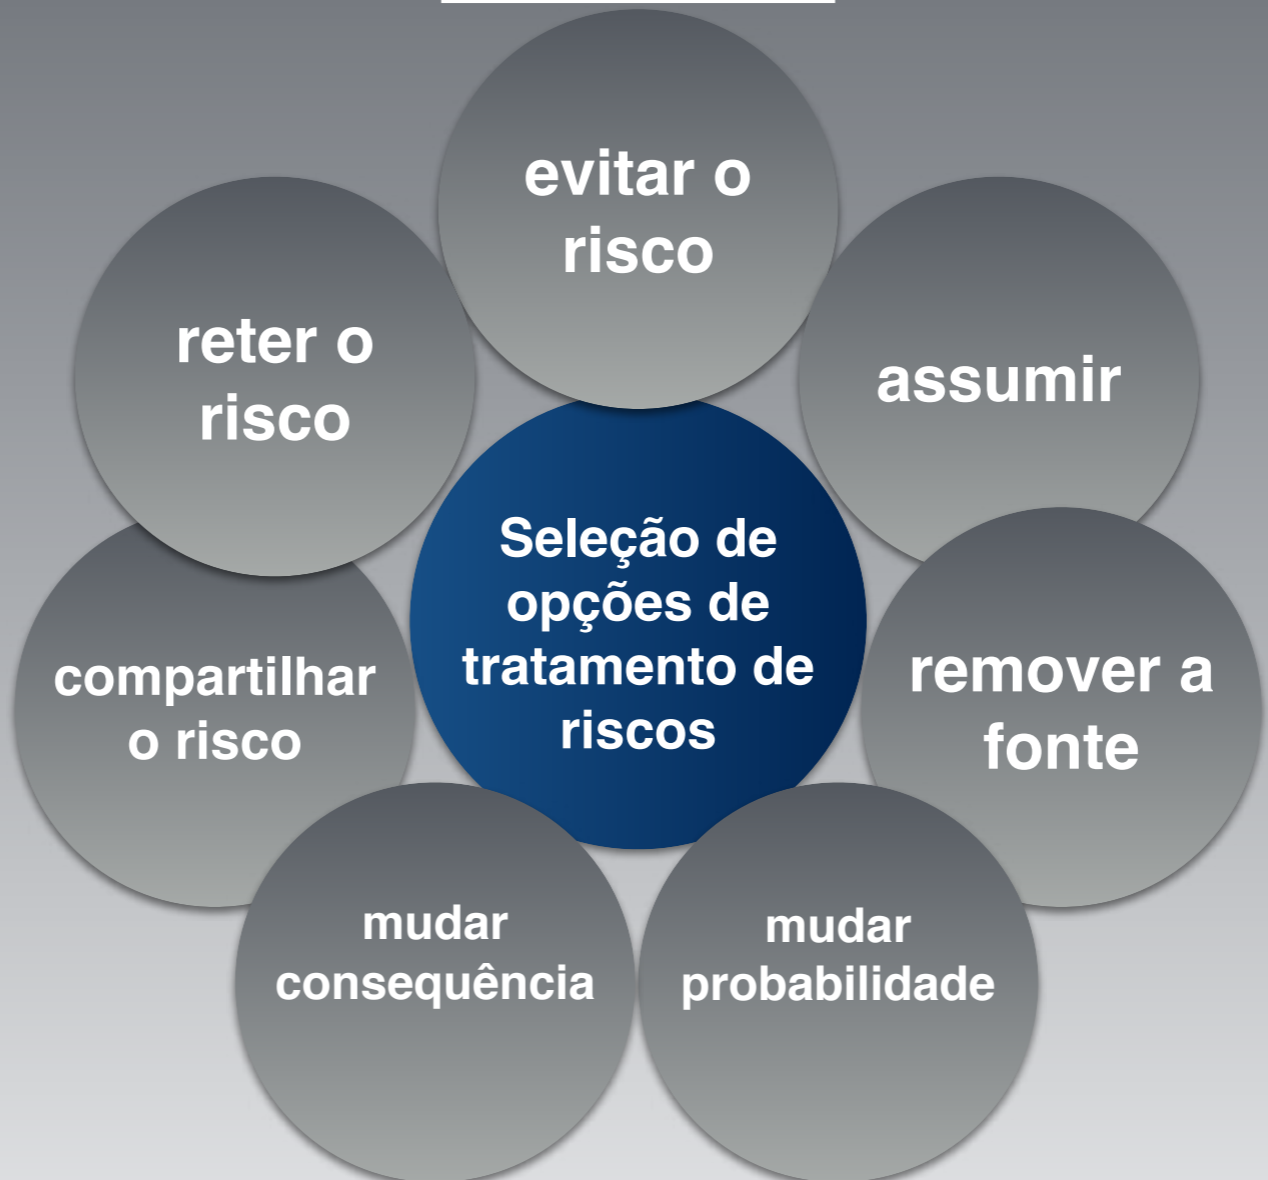 evitar o
risco
reter o
risco
assumir
Seleção de
opções de
tratamento de
riscos
compartilhar
o risco
remover a
fonte
mudar
consequência
mudar
probabilidade